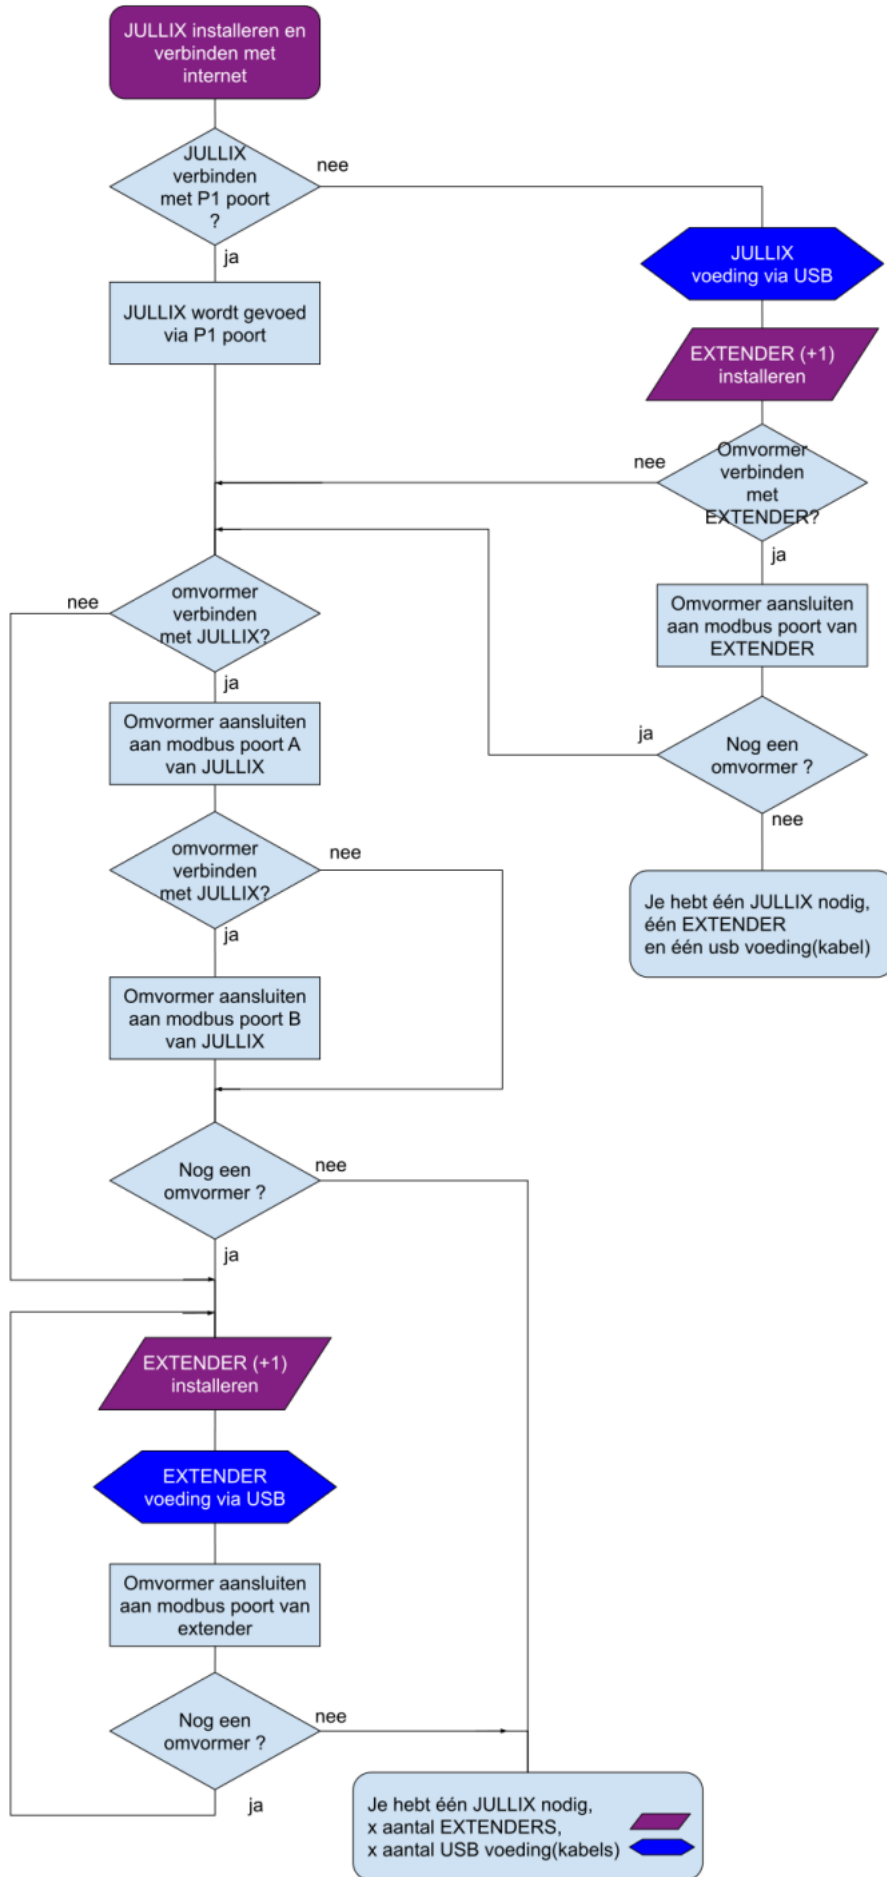 JULLIX installeren en
verbinden met
internet
JULLIX
verbinden
met P1 poort
?
nee
ja
JULLIX
voeding via USB
JULLIX wordt gevoed
via P1 poort
EXTENDER (+1)
installeren
Omvormer
verbinden
met
EXTENDER?
nee
ja
omvormer
verbinden
met JULLIX?
nee
ja
Omvormer aansluiten
aan modbus poort van
EXTENDER
Omvormer aansluiten
aan modbus poort A
van JULLIX
Nog een
omvormer ?
ja
nee
omvormer
verbinden
met JULLIX?
nee
ja
Je hebt één JULLIX nodig,
één EXTENDER
en één usb voeding(kabel)
Omvormer aansluiten
aan modbus poort B
van JULLIX
Nog een
omvormer ?
nee
ja
EXTENDER (+1)
installeren
EXTENDER
voeding via USB
Omvormer aansluiten
aan modbus poort van
extender
Nog een
omvormer ?
nee
ja
Je hebt één JULLIX nodig,
x aantal EXTENDERS,
x aantal USB voeding(kabels)